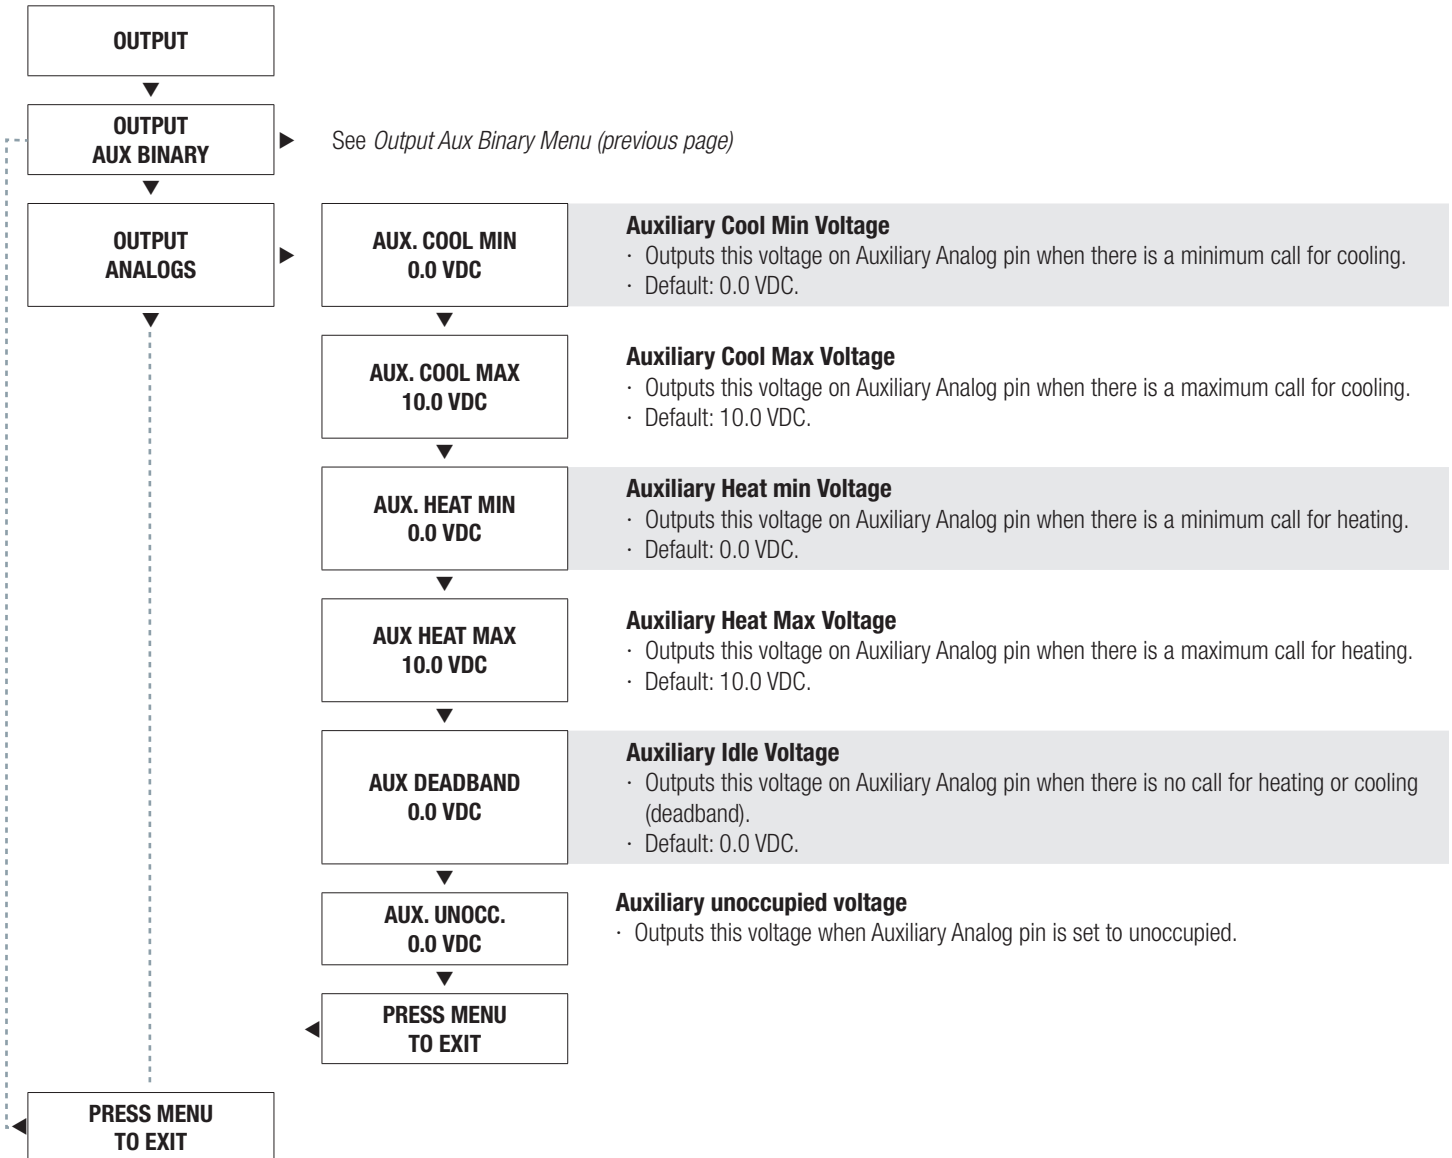 OUTPUT
OUTPUT
AUX BINARY
See Output Aux Binary Menu (previous page)
OUTPUT
ANALOGS
AUX. COOL MIN
0.0 VDC
Auxiliary Cool Min Voltage
· Outputs this voltage on Auxiliary Analog pin when there is a minimum call for cooling.
· Default: 0.0 VDC.
AUX. COOL MAX
10.0 VDC
Auxiliary Cool Max Voltage
· Outputs this voltage on Auxiliary Analog pin when there is a maximum call for cooling.
· Default: 10.0 VDC.
AUX. HEAT MIN
0.0 VDC
Auxiliary Heat min Voltage
· Outputs this voltage on Auxiliary Analog pin when there is a minimum call for heating.
· Default: 0.0 VDC.
AUX HEAT MAX
10.0 VDC
Auxiliary Heat Max Voltage
· Outputs this voltage on Auxiliary Analog pin when there is a maximum call for heating.
· Default: 10.0 VDC.
AUX DEADBAND
0.0 VDC
Auxiliary Idle Voltage
· Outputs this voltage on Auxiliary Analog pin when there is no call for heating or cooling
(deadband).
· Default: 0.0 VDC.
AUX. UNOCC.
0.0 VDC
Auxiliary unoccupied voltage
· Outputs this voltage when Auxiliary Analog pin is set to unoccupied.
PRESS MENU
TO EXIT
PRESS MENU
TO EXIT